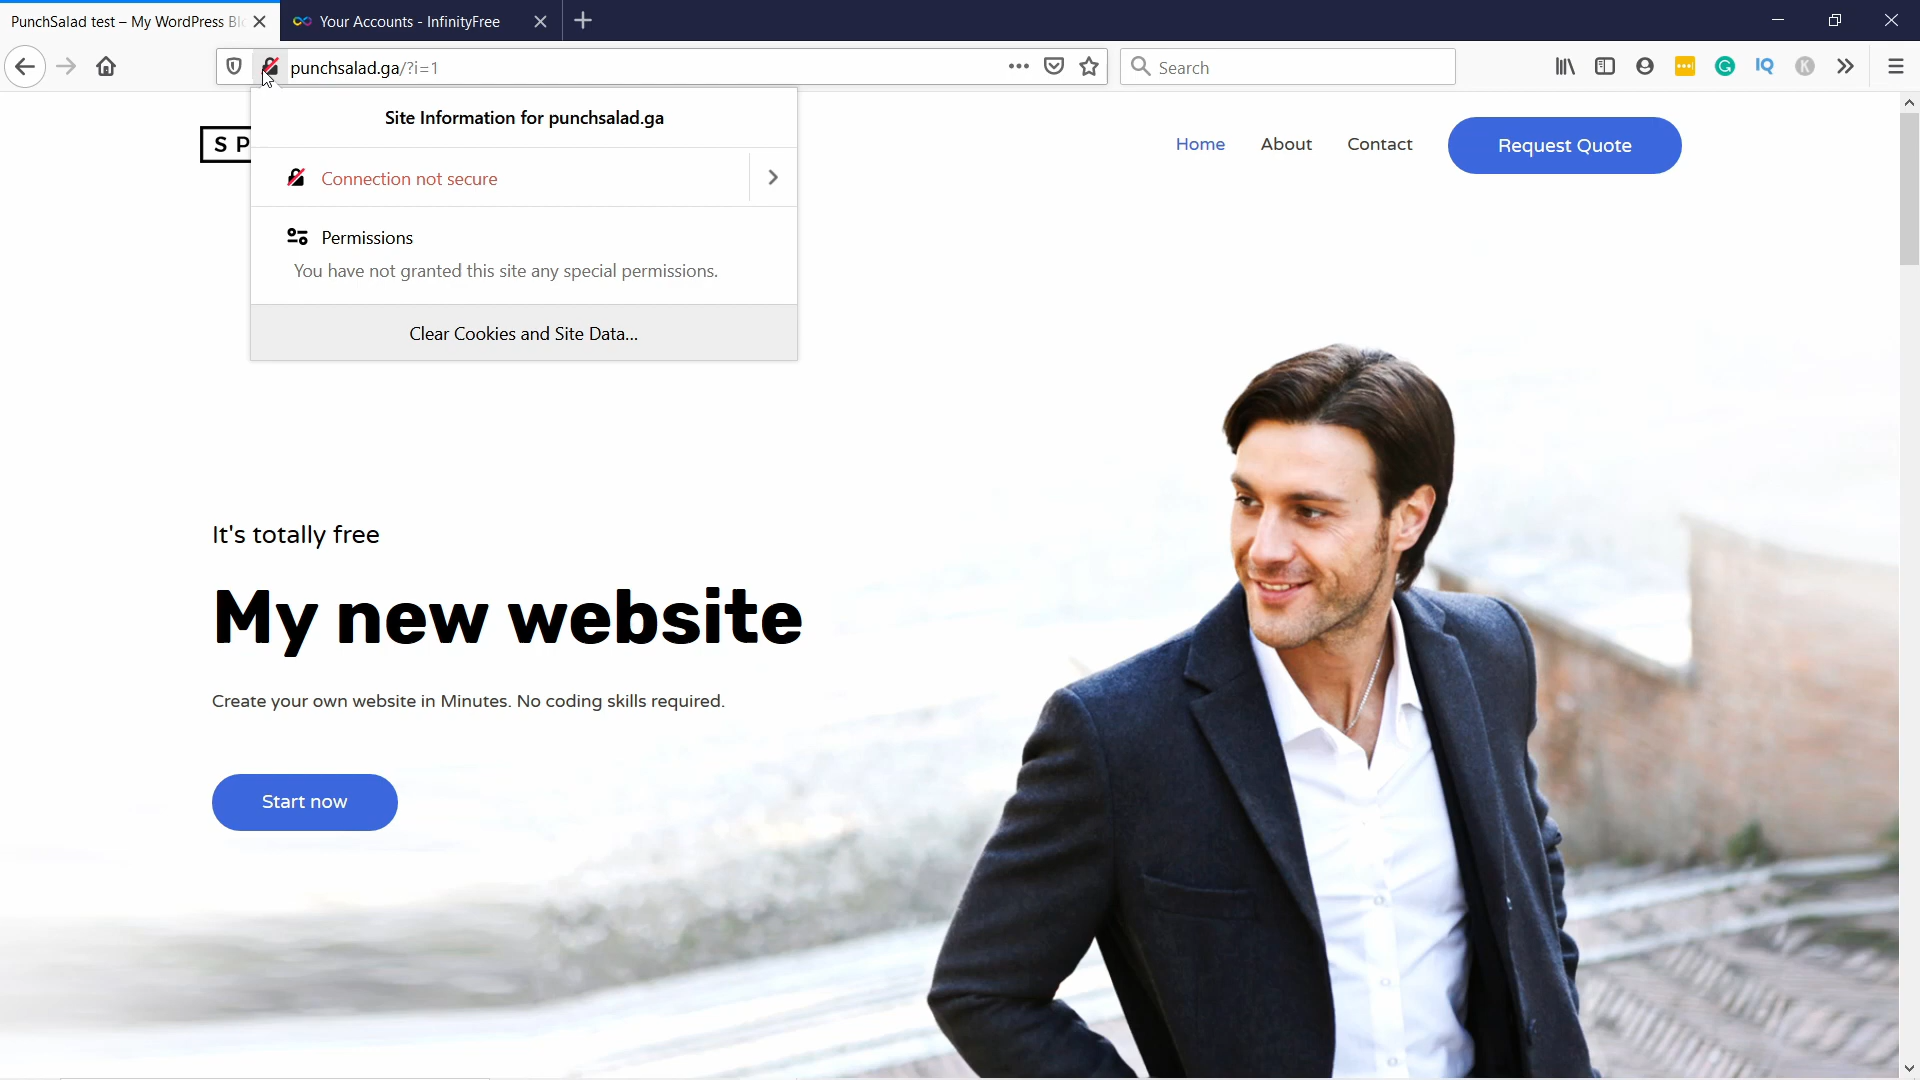 PunchSalad test – My WordPress Bl
Your Accounts - InfinityFree
punchsalad.ga/?i=1
Search
IQ
K
Site Information for punchsalad.ga
Connection not secure
Permissions
You have not granted this site any special permissions.
Clear Cookies and Site Data...
S P
Home
About
Contact
Request Quote
It's totally free
My new website
Create your own website in Minutes. No coding skills required.
Start now